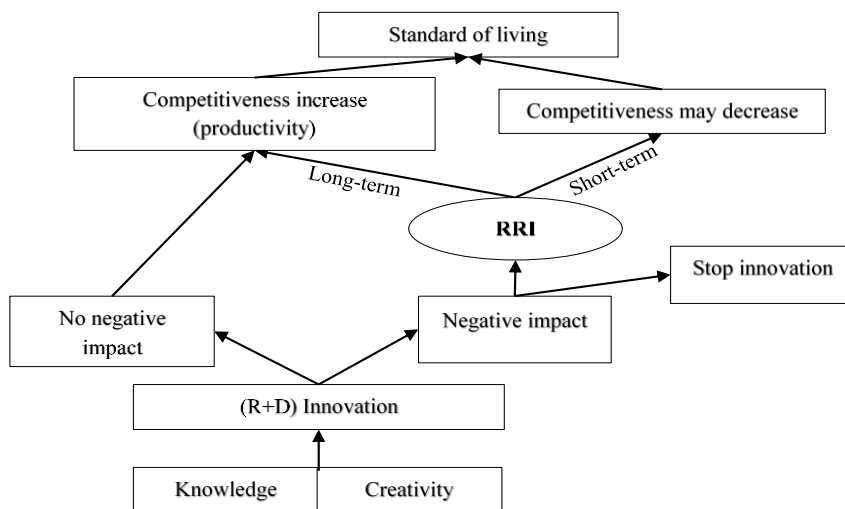 Standard of living
Competitiveness increase
(productivity)
Competitiveness may decrease
Long-term
Short-term
RRI
Stop innovation
No negative
impact
Negative impact
(R+D) Innovation
Knowledge
Creativity